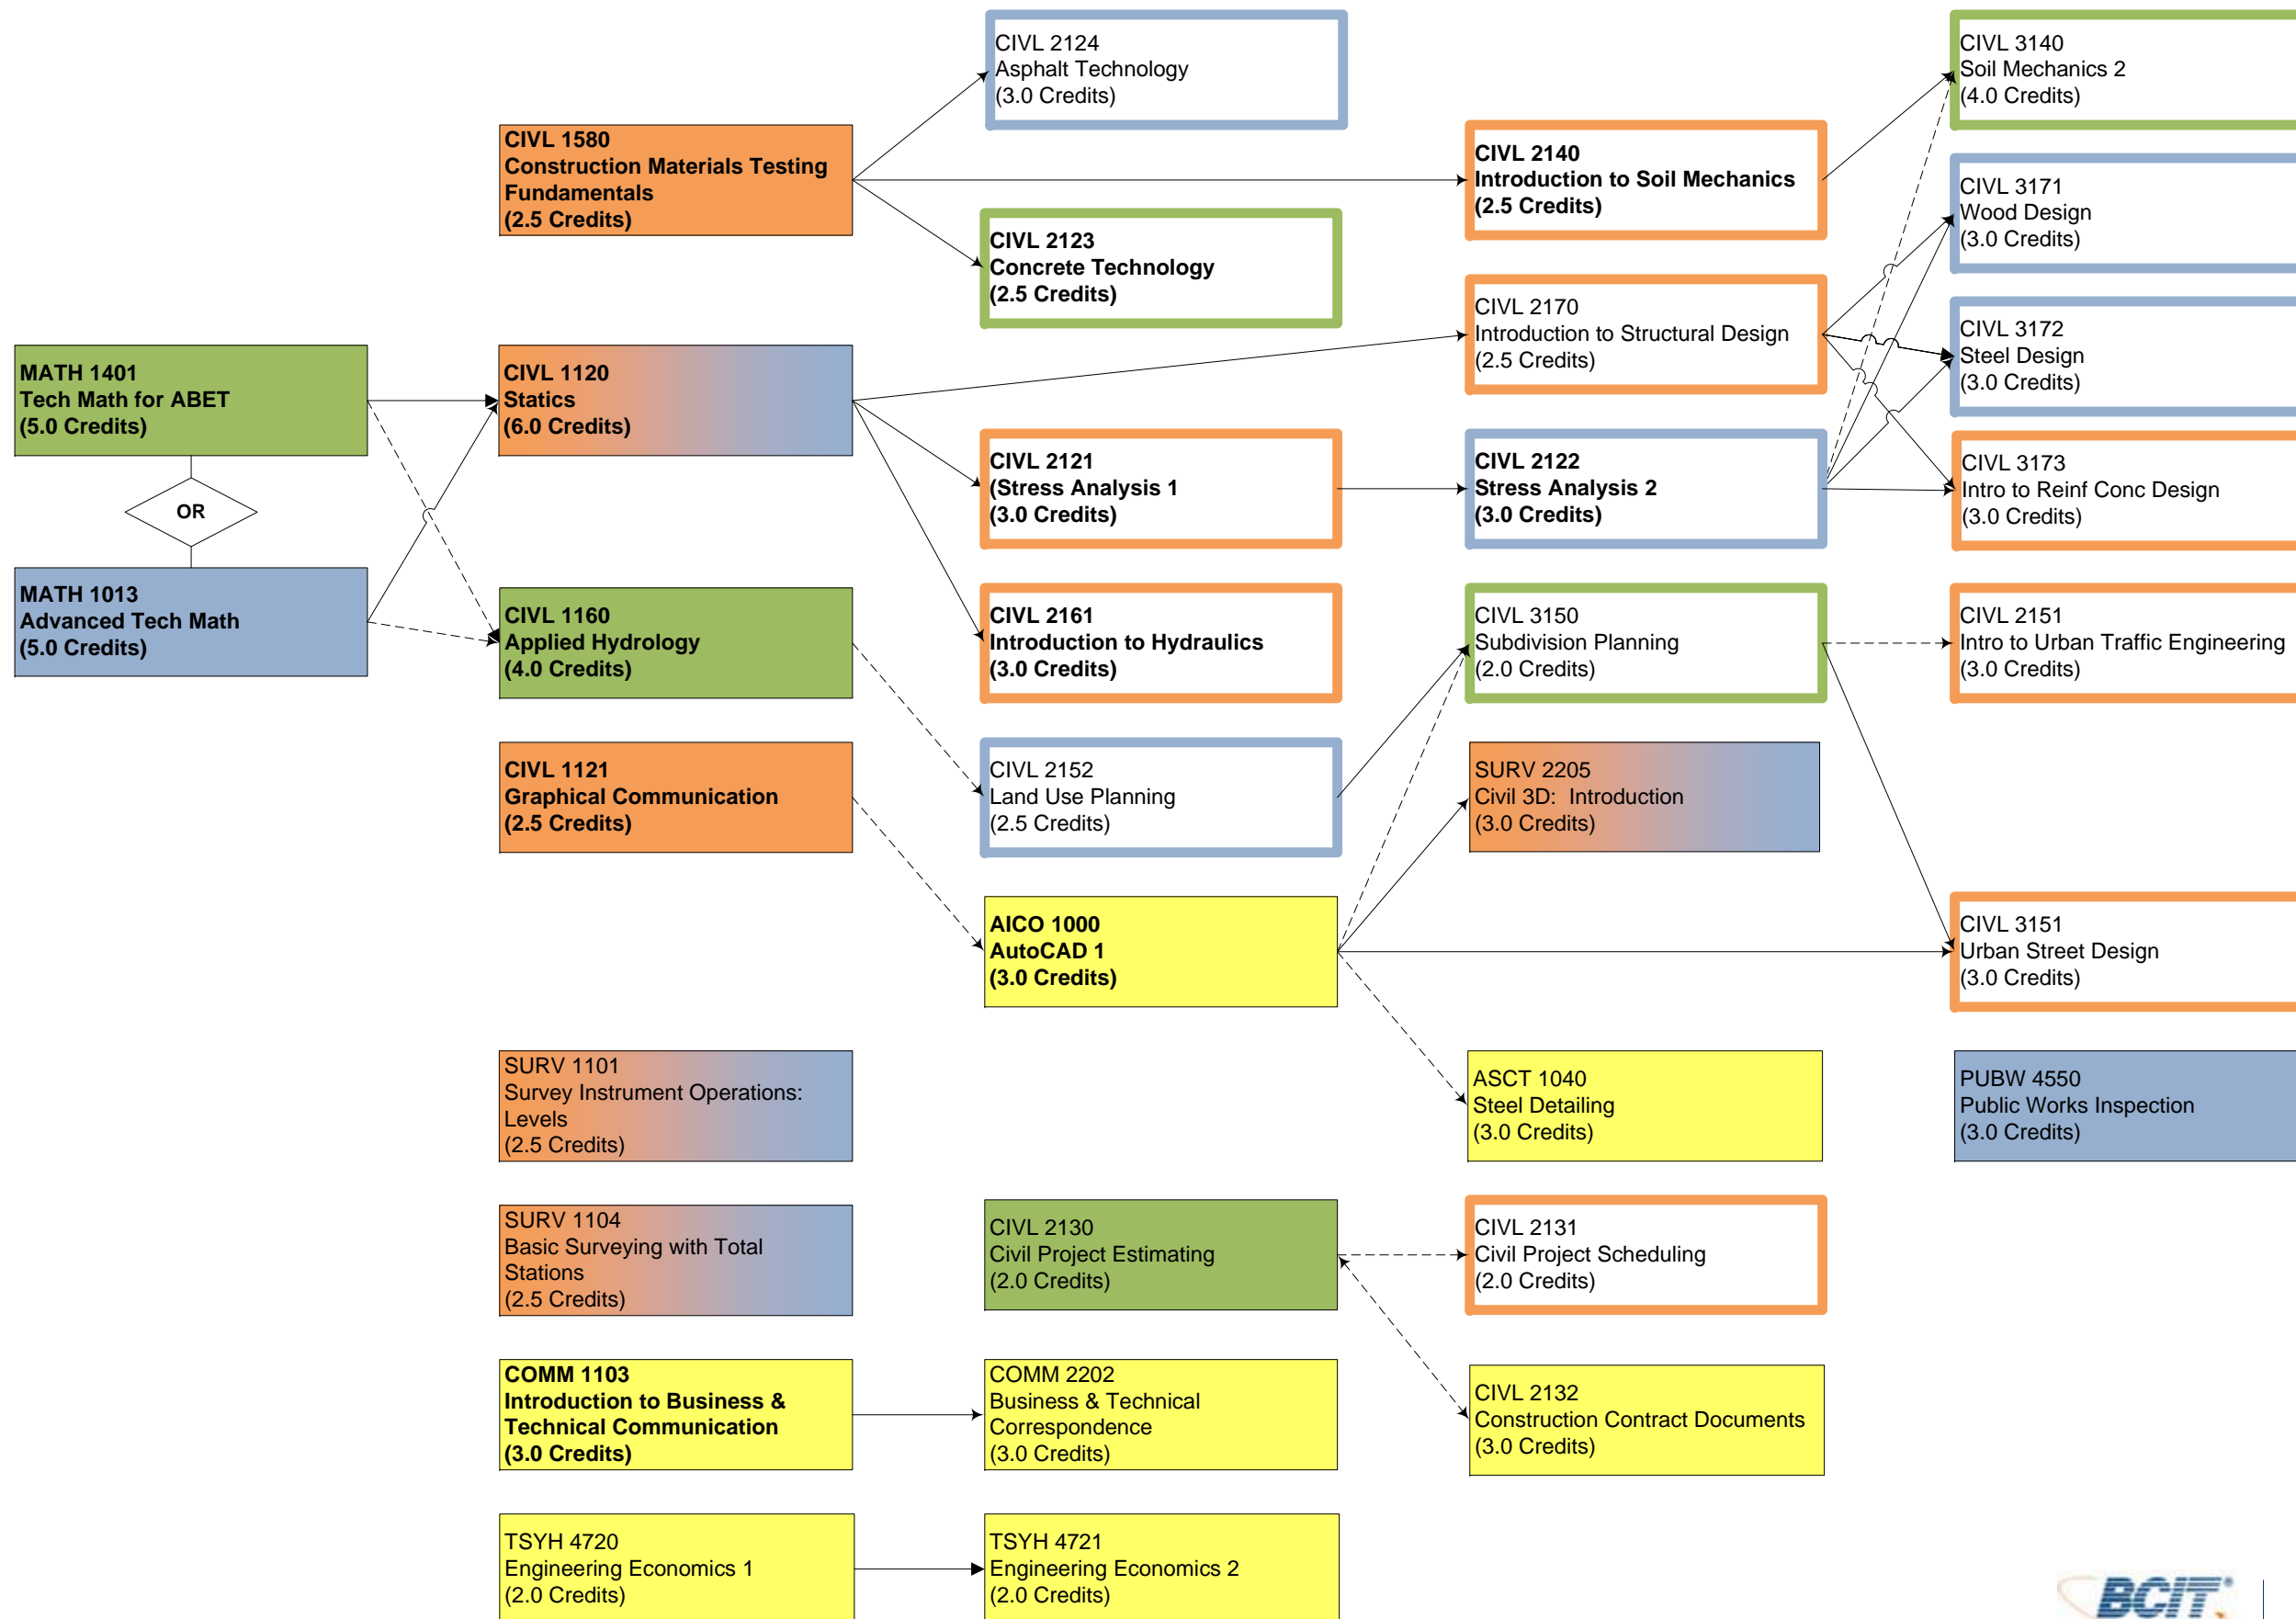 CIVL 2124
Asphalt Technology
(3.0 Credits)
CIVL 3140
Soil Mechanics 2
(4.0 Credits)
CIVL 1580
Construction Materials Testing
Fundamentals
(2.5 Credits)
CIVL 2140
Introduction to Soil Mechanics
(2.5 Credits)
CIVL 3171
Wood Design
(3.0 Credits)
CIVL 2123
Concrete Technology
(2.5 Credits)
CIVL 2170
Introduction to Structural Design
(2.5 Credits)
CIVL 3172
Steel Design
(3.0 Credits)
MATH 1401
Tech Math for ABET
(5.0 Credits)
CIVL 1120
Statics
(6.0 Credits)
CIVL 2121
(Stress Analysis 1
(3.0 Credits)
CIVL 2122
Stress Analysis 2
(3.0 Credits)
CIVL 3173
Intro to Reinf Conc Design
(3.0 Credits)
OR
MATH 1013
Advanced Tech Math
(5.0 Credits)
CIVL 1160
Applied Hydrology
(4.0 Credits)
CIVL 2161
Introduction to Hydraulics
(3.0 Credits)
CIVL 3150
Subdivision Planning
(2.0 Credits)
CIVL 2151
Intro to Urban Traffic Engineering
(3.0 Credits)
CIVL 1121
Graphical Communication
(2.5 Credits)
CIVL 2152
Land Use Planning
(2.5 Credits)
SURV 2205
Civil 3D:  Introduction
(3.0 Credits)
AICO 1000
AutoCAD 1
(3.0 Credits)
CIVL 3151
Urban Street Design
(3.0 Credits)
SURV 1101
Survey Instrument Operations:
Levels
(2.5 Credits)
ASCT 1040
Steel Detailing
(3.0 Credits)
PUBW 4550
Public Works Inspection
(3.0 Credits)
SURV 1104
Basic Surveying with Total
Stations
(2.5 Credits)
CIVL 2130
Civil Project Estimating
(2.0 Credits)
CIVL 2131
Civil Project Scheduling
(2.0 Credits)
COMM 1103
Introduction to Business &
Technical Communication
(3.0 Credits)
COMM 2202
Business & Technical
Correspondence
(3.0 Credits)
CIVL 2132
Construction Contract Documents
(3.0 Credits)
TSYH 4720
Engineering Economics 1
(2.0 Credits)
TSYH 4721
Engineering Economics 2
(2.0 Credits)
BCIT®